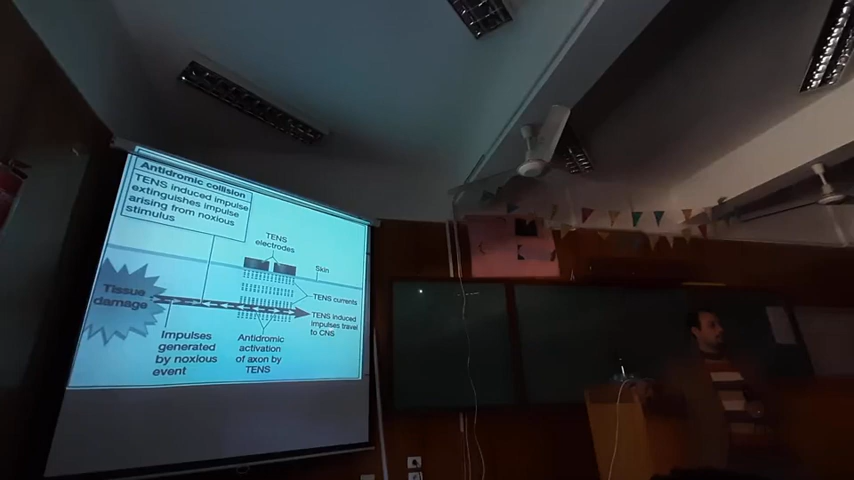 Antidromic collision
TENS induced impulse
extinguishes impulse
arising from noxious
stimulus
TENS
electrodes
Skin
Tissue
damage
TENS currents
TENS induced
impulses travel
to CNS
Impulses
generated
by noxious
event
Antidromic
activation
of axon by
TENS